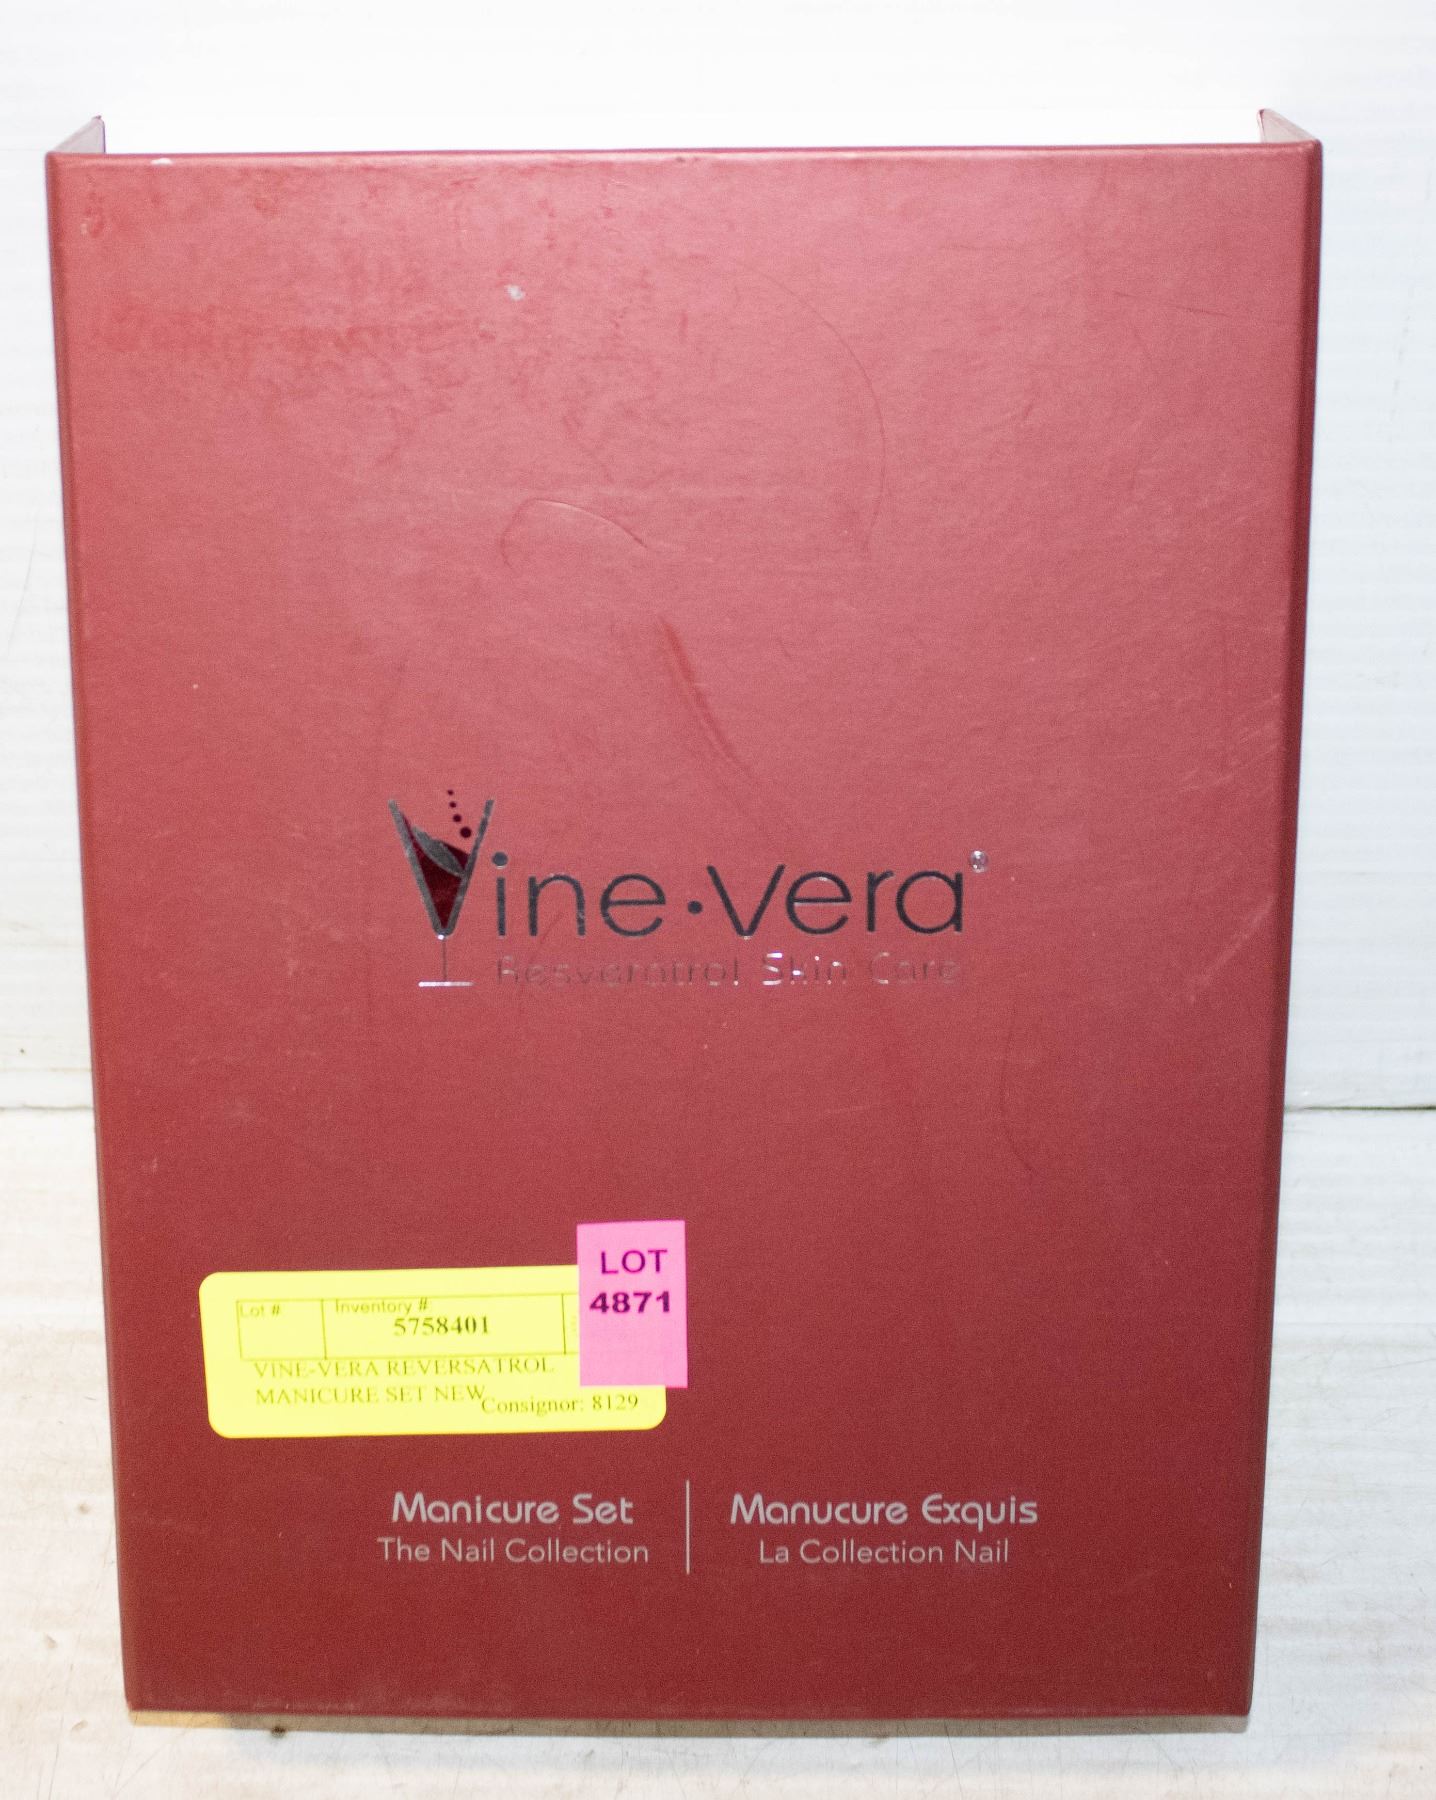 Vine·vera®
Resveratrol Skin Care
LOT
4871
Lot # Inventory #
5758401
VINE-VERA REVERSATROL
MANICURE SET NEW
Consignor: 8129
Manicure Set
The Nail Collection
Manucure Exquis
La Collection Nail